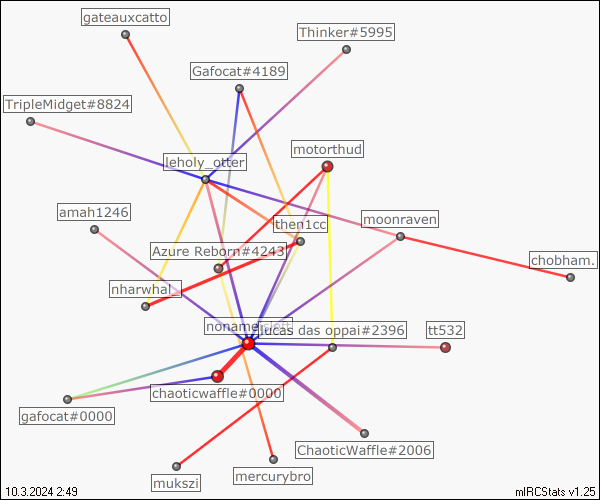 gateauxcatto
Thinker#5995
Gafocat#4189
TripleMidget#8824
motorthud
leholy_otter
amah1246
moonraven
then1cc
Azure Reborn#4243
chobham.
nharwhal_
lucas das oppai#2396
tt532
chaoticwaffle#0000
gafocat#0000
ChaoticWaffle#2006
mercurybro
mukszi
10.3.2024 2:49
mIRCStats v1.25